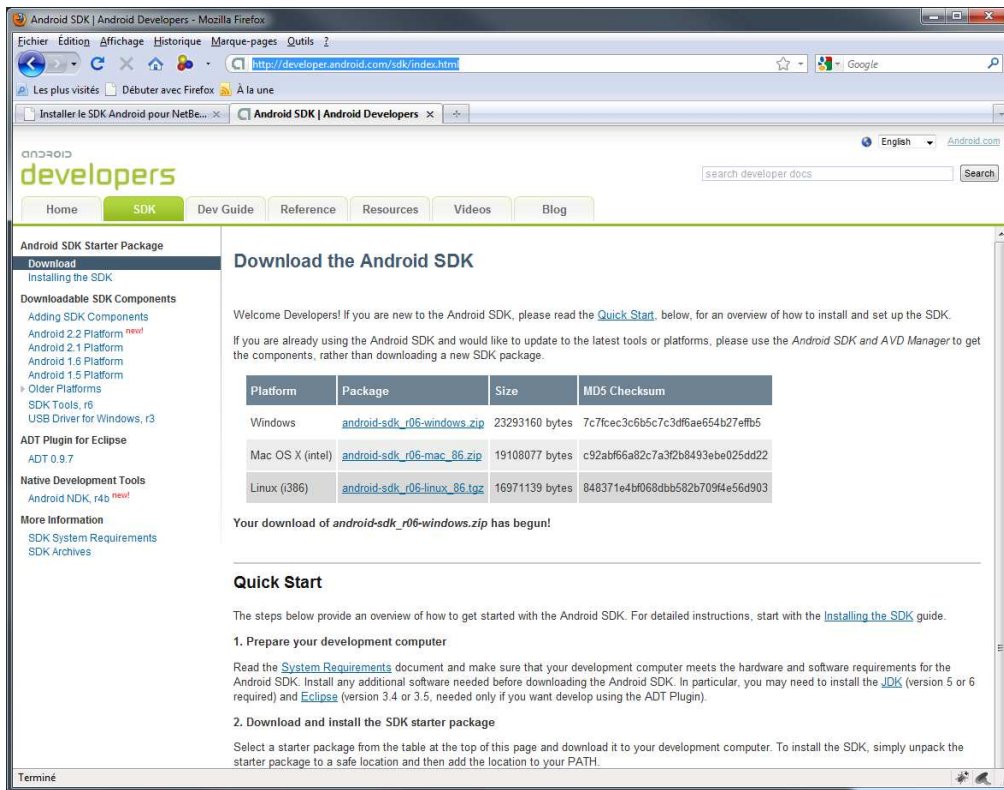 Android SDK | Android Developers - Mozilla Firefox
Fichier Édition Affichage Historique Marque-pages Outils ?
http://developer.android.com/sdk/index.html
Google
Les plus visités Débuter avec Firefox À la une
Installer le SDK Android pour NetBe... Android SDK | Android Developers
English Android.com
android
developers
search developer docs Search
Home SDK Dev Guide Reference Resources Videos Blog
Android SDK Starter Package
Download
Installing the SDK
Downloadable SDK Components
Adding SDK Components
Android 2.2 Platform new!
Android 2.1 Platform
Android 1.6 Platform
Android 1.5 Platform
Older Platforms
SDK Tools, r6
USB Driver for Windows, r3
ADT Plugin for Eclipse
ADT 0.9.7
Native Development Tools
Android NDK, r4b new!
More Information
SDK System Requirements
SDK Archives
Download the Android SDK
Welcome Developers! If you are new to the Android SDK, please read the Quick Start, below, for an overview of how to install and set up the SDK.
If you are already using the Android SDK and would like to update to the latest tools or platforms, please use the Android SDK and AVD Manager to get
the components, rather than downloading a new SDK package.
Platform Package Size MD5 Checksum
Windows android-sdk_r06-windows.zip 23293160 bytes 7c7fcec3c6b5c7c3df6ae654b27effb5
Mac OS X (intel) android-sdk_r06-mac_86.zip 19108077 bytes c92abf66a82c7a3f2b8493ebe025dd22
Linux (i386) android-sdk_r06-linux_86.tgz 16971139 bytes 848371e4bf068dbb582b709f4e56d903
Your download of android-sdk_r06-windows.zip has begun!
Quick Start
The steps below provide an overview of how to get started with the Android SDK. For detailed instructions, start with the Installing the SDK guide.
1. Prepare your development computer
Read the System Requirements document and make sure that your development computer meets the hardware and software requirements for the
Android SDK. Install any additional software needed before downloading the Android SDK. In particular, you may need to install the JDK (version 5 or 6
required) and Eclipse (version 3.4 or 3.5, needed only if you want develop using the ADT Plugin).
2. Download and install the SDK starter package
Select a starter package from the table at the top of this page and download it to your development computer. To install the SDK, simply unpack the
starter package to a safe location and then add the location to your PATH.
Terminé